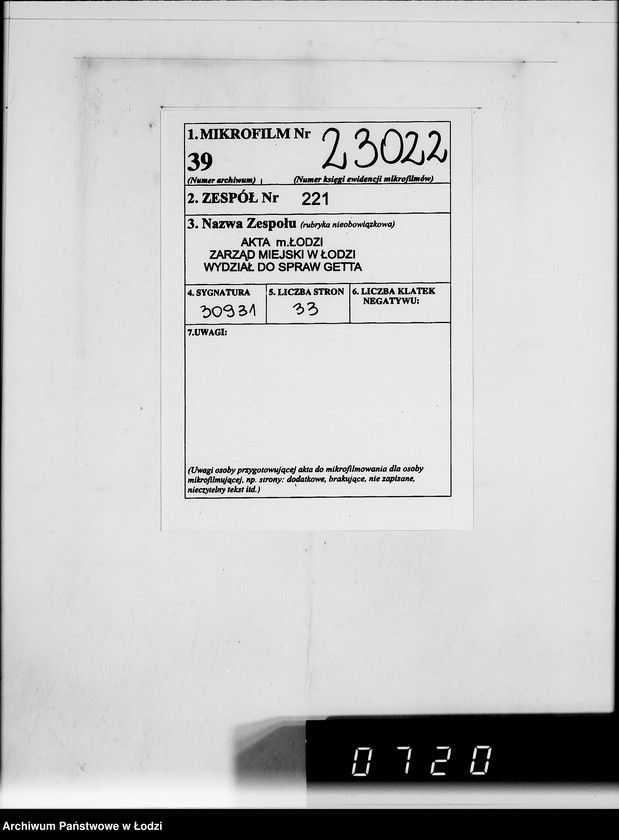 1. MIKROFILM Nr 23022
39
(Numer archiwum) (Numer księgi ewidencji mikrofilmów)
2. ZESPÓŁ Nr 221
3. Nazwa Zespołu (rubryka nieobowiązkowa)
AKTA m.ŁODZI
ZARZĄD MIEJSKI W ŁODZI
WYDZIAŁ DO SPRAW GETTA
4. SYGNATURA 5. LICZBA STRON 6. LICZBA KLATEK
NEGATYWU:
30931 33
7.UWAGI:
(Uwagi osoby przygotowującej akta do mikrofilmowania dla osoby
mikrofilmującej, np. strony: dodatkowe, brakujące, nie zapisane,
nieczytelny tekst itd.)
0720
Archiwum Państwowe w Łodzi